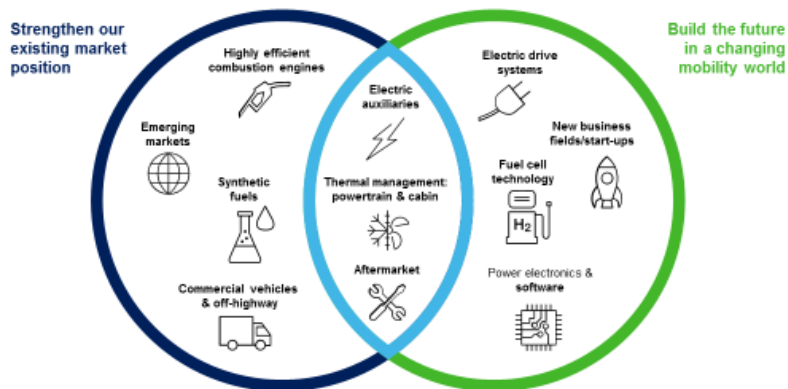 Strengthen our
existing market
position
Build the future
in a changing
mobility world
Highly efficient
combustion engines
Emerging
markets
Synthetic
fuels
Commercial vehicles
& off-highway
Electric
auxiliaries
Thermal management:
powertrain & cabin
Aftermarket
Electric drive
systems
New business
fields/start-ups
Fuel cell
technology
H2
Power electronics &
software